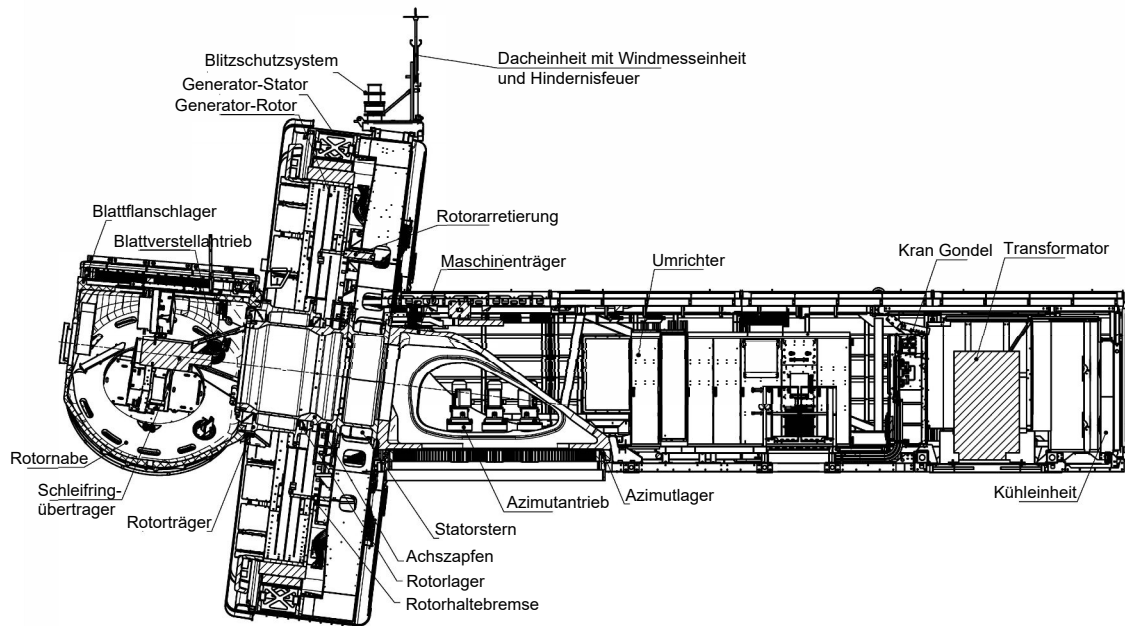 Blitzschutzsystem
Dacheinheit mit Windmesseinheit
und Hindernisfeuer
Generator-Stator
Generator-Rotor
Blattflanschlager
Rotorarretierung
Blattverstellantrieb
Maschinenträger
Umrichter
Kran Gondel
Transformator
Rotornabe
Schleifring-
übertrager
Rotorträger
Azimutantrieb
Azimutlager
Kühleinheit
Statorstern
Achszapfen
Rotorlager
Rotorhaltebremse